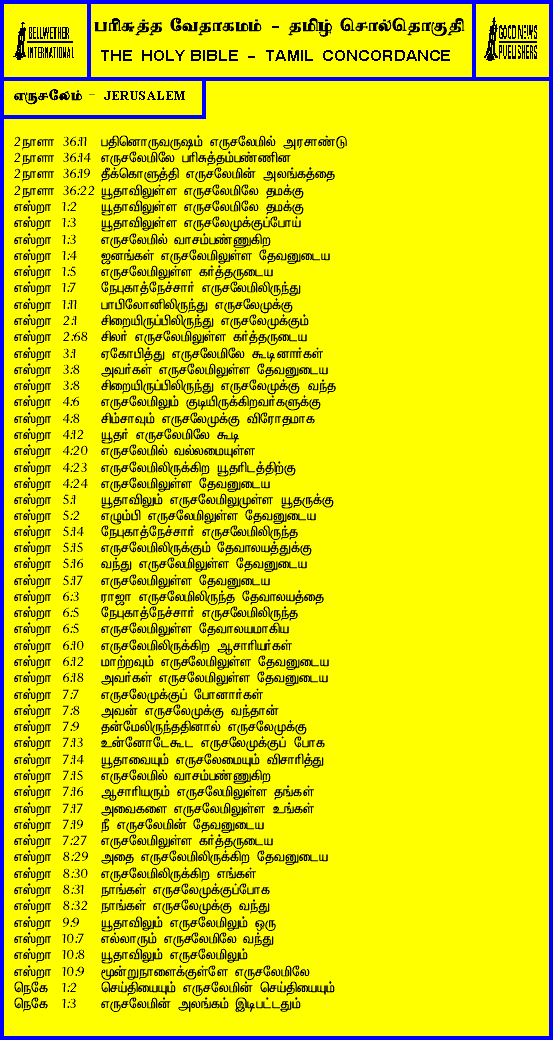 BELLWETHER
INTERNATIONAL
பரிசுத்த வேதாகமம் - தமிழ் சொல்தொகுதி
THE HOLY BIBLE - TAMIL CONCORDANCE
GOOD NEWS
PUBLISHERS
எருசலேம் - JERUSALEM
2நாளா 36:11 பதினொருவருஷம் எருசலேமில் அரசாண்டு
2நாளா 36:14 எருசலேமிலே பரிசுத்தம்பண்ணின
2நாளா 36:19 தீக்கொளுத்தி எருசலேமின் அலங்கத்தை
2நாளா 36:22 யூதாவிலுள்ள எருசலேமிலே தமக்கு
எஸ்றா 1:2 யூதாவிலுள்ள எருசலேமிலே தமக்கு
எஸ்றா 1:3 யூதாவிலுள்ள எருசலேமுக்குப்போய்
எஸ்றா 1:3 எருசலேமில் வாசம்பண்ணுகிற
எஸ்றா 1:4 ஜனங்கள் எருசலேமிலுள்ள தேவனுடைய
எஸ்றா 1:5 எருசலேமிலுள்ள கர்த்தருடைய
எஸ்றா 1:7 நேபுகாத்நேச்சார் எருசலேமிலிருந்து
எஸ்றா 1:11 பாபிலோனிலிருந்து எருசலேமுக்கு
எஸ்றா 2:1 சிறையிருப்பிலிருந்து எருசலேமுக்கும்
எஸ்றா 2:68 சிலர் எருசலேமிலுள்ள கர்த்தருடைய
எஸ்றா 3:1 ஏகோபித்து எருசலேமிலே கூடினார்கள்
எஸ்றா 3:8 அவர்கள் எருசலேமிலுள்ள தேவனுடைய
எஸ்றா 3:8 சிறையிருப்பிலிருந்து எருசலேமுக்கு வந்த
எஸ்றா 4:6 எருசலேமிலும் குடியிருக்கிறவர்களுக்கு
எஸ்றா 4:8 சிம்சாவும் எருசலேமுக்கு விரோதமாக
எஸ்றா 4:12 யூதர் எருசலேமிலே கூடி
எஸ்றா 4:20 எருசலேமில் வல்லமையுள்ள
எஸ்றா 4:23 எருசலேமிலிருக்கிற யூதரிடத்திற்கு
எஸ்றா 4:24 எருசலேமிலுள்ள தேவனுடைய
எஸ்றா 5:1 யூதாவிலும் எருசலேமிலுமுள்ள யூதருக்கு
எஸ்றா 5:2 எழும்பி எருசலேமிலுள்ள தேவனுடைய
எஸ்றா 5:14 நேபுகாத்நேச்சார் எருசலேமிலிருந்த
எஸ்றா 5:15 எருசலேமிலிருக்கும் தேவாலயத்துக்கு
எஸ்றா 5:16 வந்து எருசலேமிலுள்ள தேவனுடைய
எஸ்றா 5:17 எருசலேமிலுள்ள தேவனுடைய
எஸ்றா 6:3 ராஜா எருசலேமிலிருந்த தேவாலயத்தை
எஸ்றா 6:5 நேபுகாத்நேச்சார் எருசலேமிலிருந்த
எஸ்றா 6:5 எருசலேமிலுள்ள தேவாலயமாகிய
எஸ்றா 6:10 எருசலேமிலிருக்கிற ஆசாரியர்கள்
எஸ்றா 6:12 மாற்றவும் எருசலேமிலுள்ள தேவனுடைய
எஸ்றா 6:18 அவர்கள் எருசலேமிலுள்ள தேவனுடைய
எஸ்றா 7:7 எருசலேமுக்குப் போனார்கள்
எஸ்றா 7:8 அவன் எருசலேமுக்கு வந்தான்
எஸ்றா 7:9 தன்மேலிருந்ததினால் எருசலேமுக்கு
எஸ்றா 7:13 உன்னோடேகூட எருசலேமுக்குப் போக
எஸ்றா 7:14 யூதாவையும் எருசலேமையும் விசாரித்து
எஸ்றா 7:15 எருசலேமில் வாசம்பண்ணுகிற
எஸ்றா 7:16 ஆசாரியரும் எருசலேமிலுள்ள தங்கள்
எஸ்றா 7:17 அவைகளை எருசலேமிலுள்ள உங்கள்
எஸ்றா 7:19 நீ எருசலேமின் தேவனுடைய
எஸ்றா 7:27 எருசலேமிலுள்ள கர்த்தருடைய
எஸ்றா 8:29 அதை எருசலேமிலிருக்கிற தேவனுடைய
எஸ்றா 8:30 எருசலேமிலிருக்கிற எங்கள்
எஸ்றா 8:31 நாங்கள் எருசலேமுக்குப்போக
எஸ்றா 8:32 நாங்கள் எருசலேமுக்கு வந்து
எஸ்றா 9:9 யூதாவிலும் எருசலேமிலும் ஒரு
எஸ்றா 10:7 எல்லாரும் எருசலேமிலே வந்து
எஸ்றா 10:8 யூதாவிலும் எருசலேமிலும்
எஸ்றா 10:9 மூன்றுநாளைக்குள்ளே எருசலேமிலே
நெகே 1:2 செய்தியையும் எருசலேமின் செய்தியையும்
நெகே 1:3 எருசலேமின் அலங்கம் இடிபட்டதும்